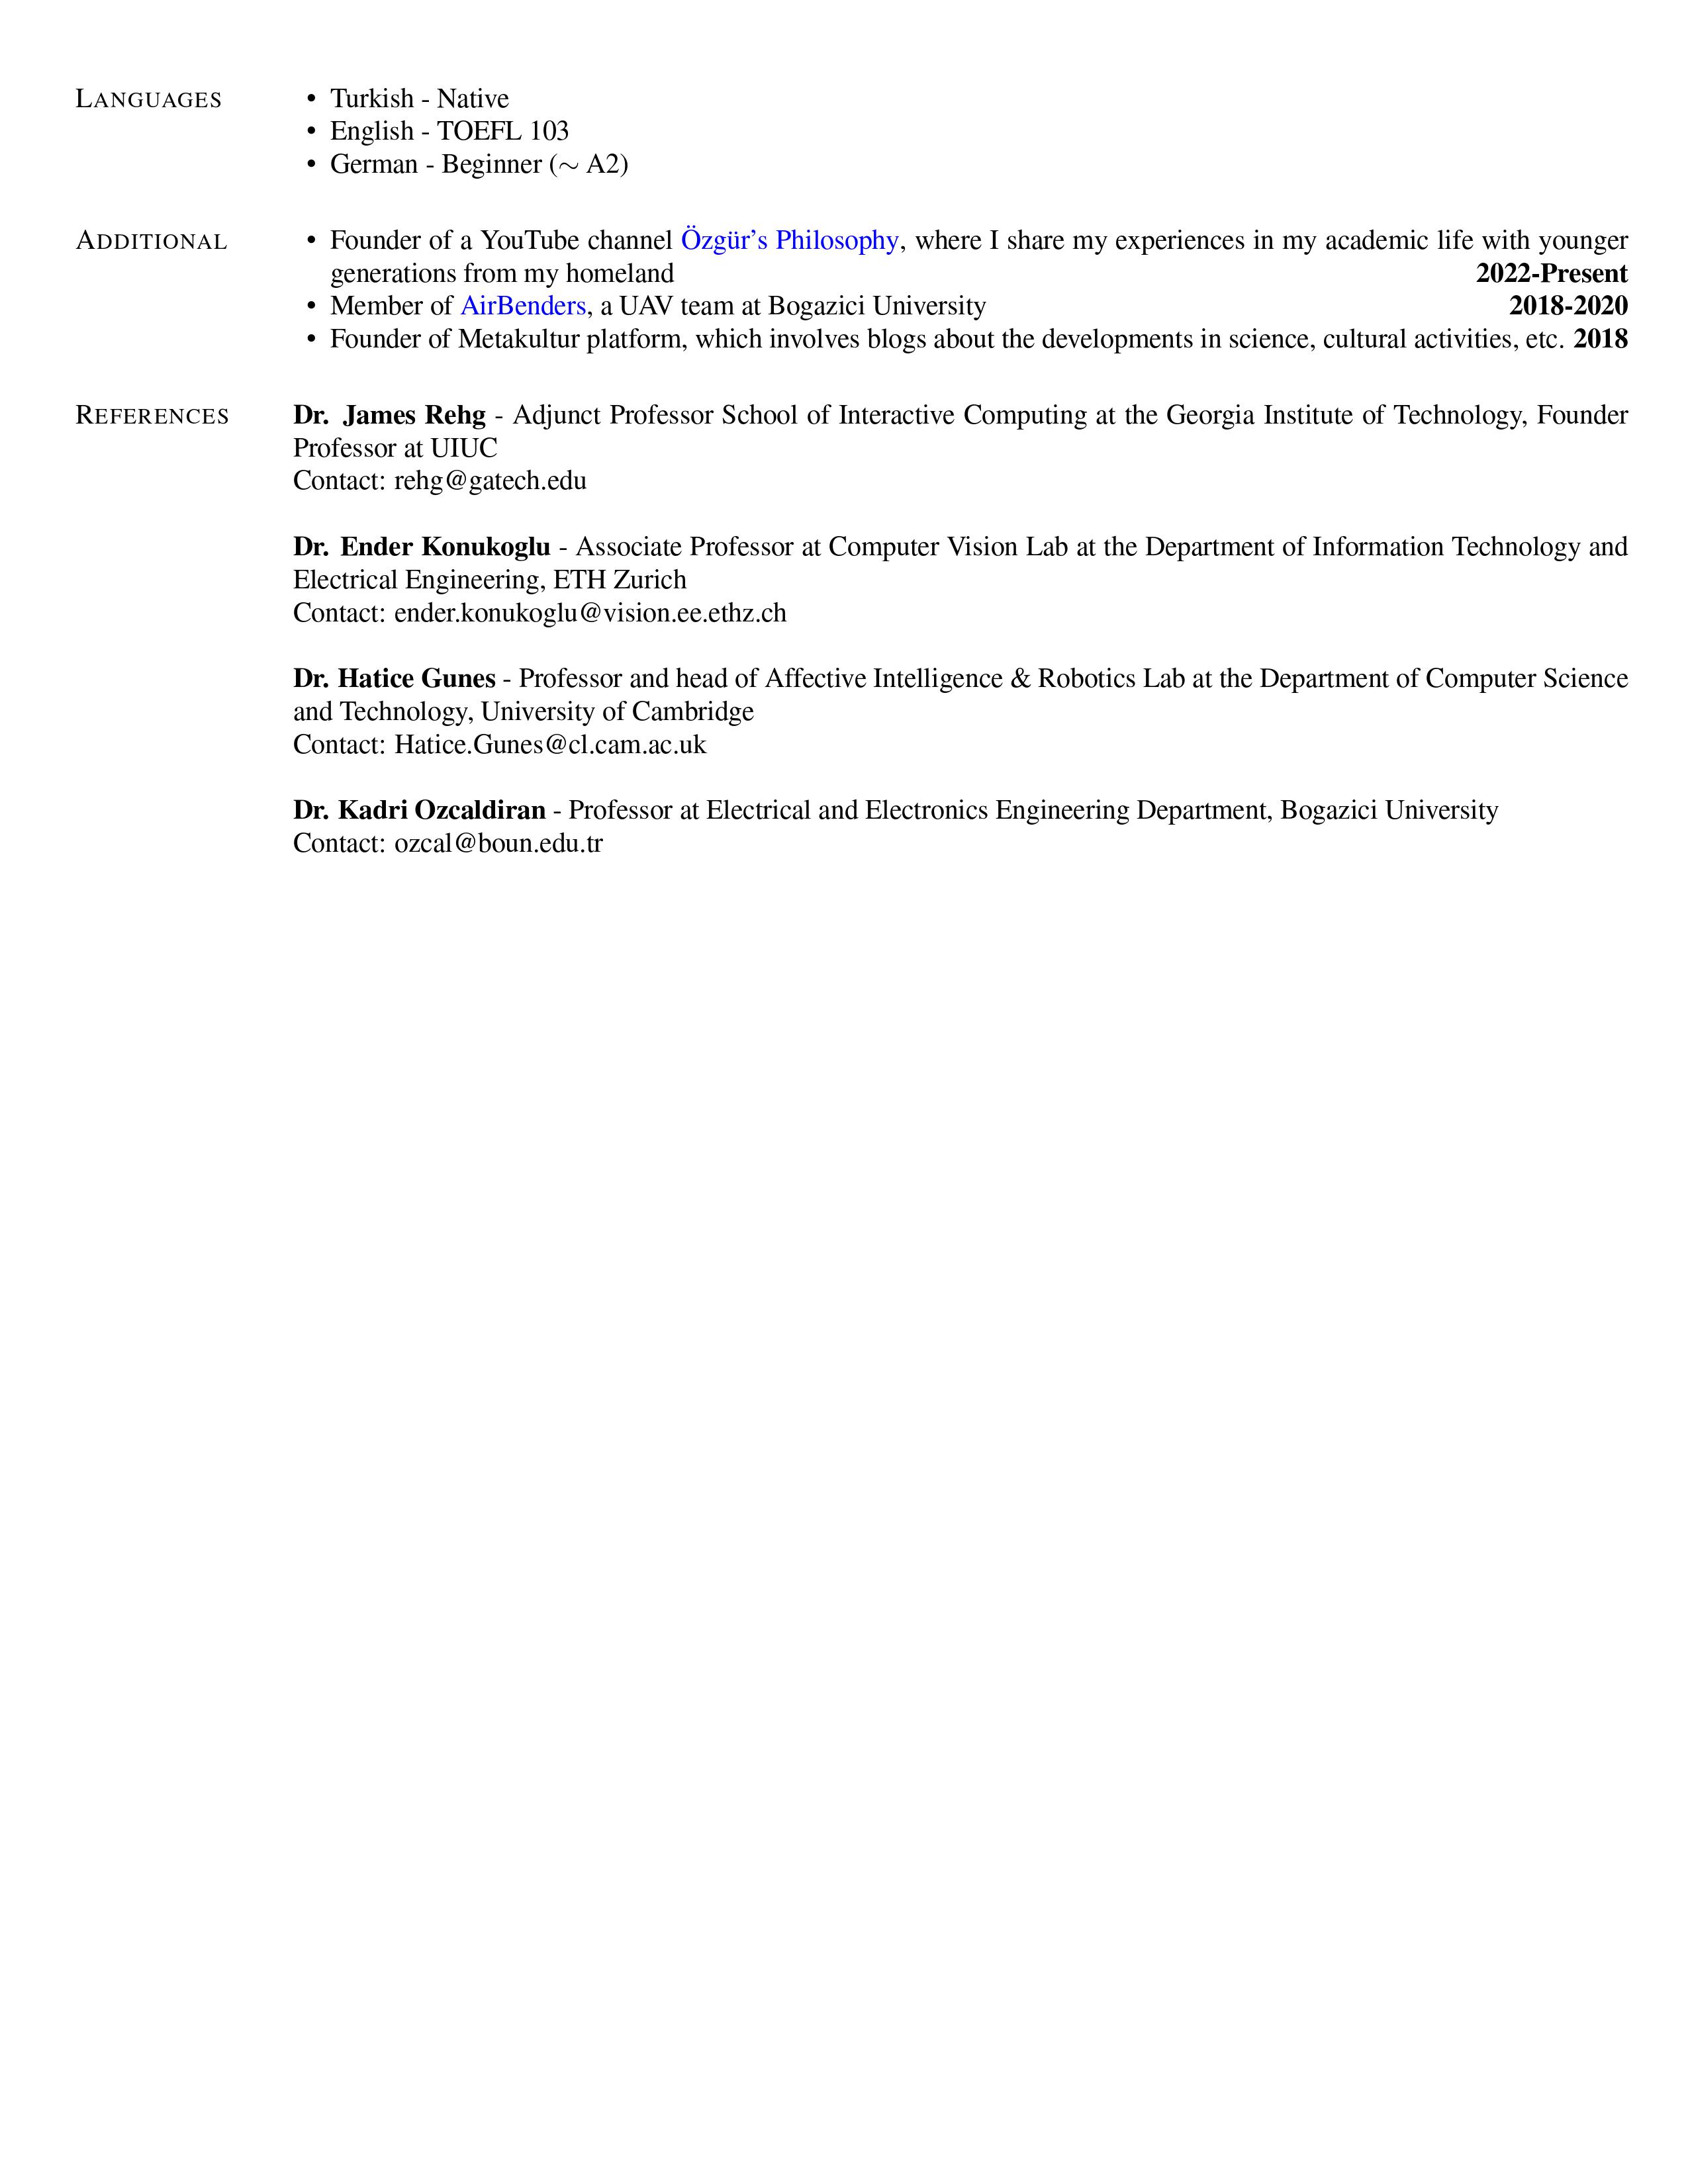 LANGUAGES
• Turkish - Native
• English - TOEFL 103
• German - Beginner (∼ A2)
ADDITIONAL
• Founder of a YouTube channel Özgür’s Philosophy, where I share my experiences in my academic life with younger
generations from my homeland 2022-Present
• Member of AirBenders, a UAV team at Bogazici University 2018-2020
• Founder of Metakultur platform, which involves blogs about the developments in science, cultural activities, etc. 2018
REFERENCES
Dr. James Rehg - Adjunct Professor School of Interactive Computing at the Georgia Institute of Technology, Founder
Professor at UIUC
Contact: rehg@gatech.edu
Dr. Ender Konukoglu - Associate Professor at Computer Vision Lab at the Department of Information Technology and
Electrical Engineering, ETH Zurich
Contact: ender.konukoglu@vision.ee.ethz.ch
Dr. Hatice Gunes - Professor and head of Affective Intelligence & Robotics Lab at the Department of Computer Science
and Technology, University of Cambridge
Contact: Hatice.Gunes@cl.cam.ac.uk
Dr. Kadri Ozcaldiran - Professor at Electrical and Electronics Engineering Department, Bogazici University
Contact: ozcal@boun.edu.tr